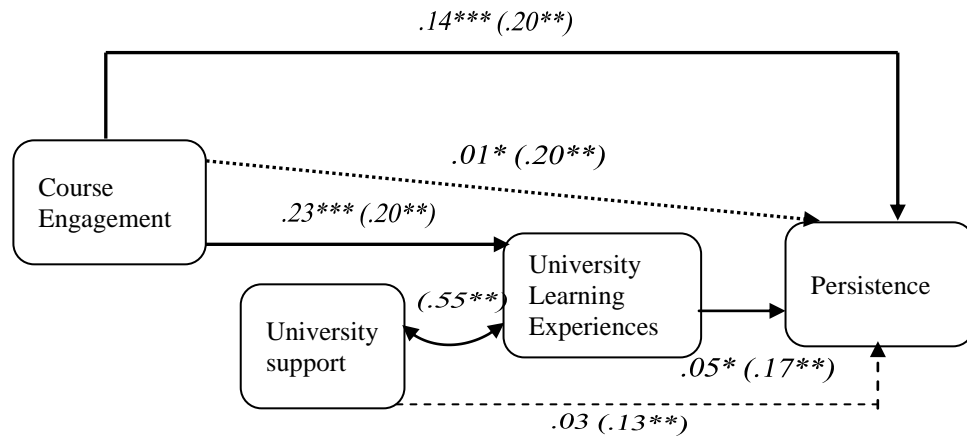 .14*** (.20**)
.01* (.20**)
Course
Engagement
.23*** (.20**)
University
Learning
Experiences
Persistence
(.55**)
University
support
.05* (.17**)
.03 (.13**)